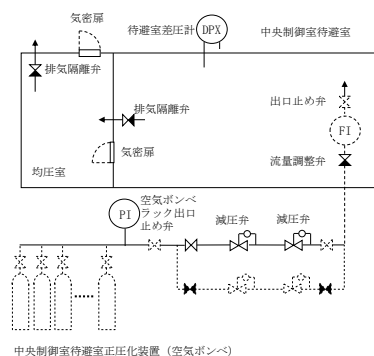 気密扉
待避室差圧計
DPX
中央制御室待避室
排気隔離弁
出口止め弁
排気隔離弁
FI
気密扉
流量調整弁
均圧室
空気ボンベ
ラック出口
止め弁
PI
減圧弁
減圧弁
中央制御室待避室正圧化装置（空気ボンベ）